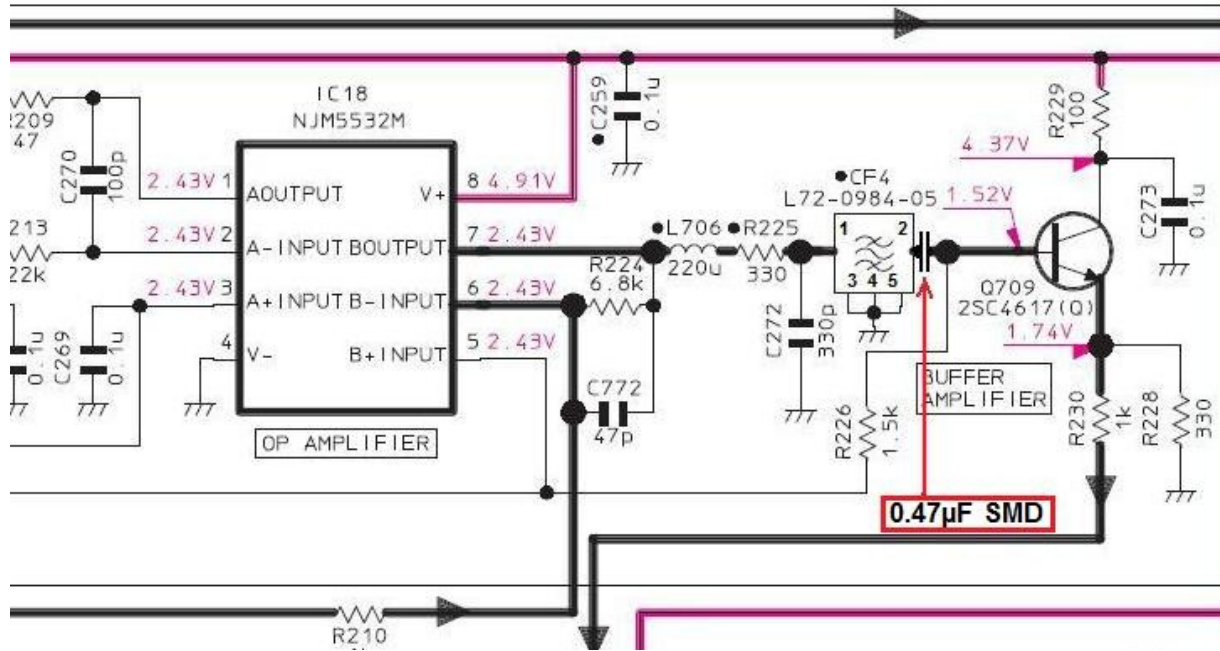 IC18
NJM5532M
C259
0.1u
R229
100
209
47
C270
100p
2.43V 1 AOUTPUT
V+ 8 4.91V
4.37V
CF4
L72-0984-05
1.52V
C273
0.1u
213
22k
2.43V 2 A-INPUT
BOUTPUT 7 2.43V
L706
220u
R225
330
1 2
3 4 5
R224
6.8k
2.43V 3 A+INPUT
B-INPUT 6 2.43V
Q709
2SC4617(Q)
1.74V
0.1u
C269
0.1u
4 V-
B+INPUT 5 2.43V
C272
330p
C772
47p
BUFFER
AMPLIFIER
R226
1.5k
R230
1k
R228
330
OP AMPLIFIER
0.47µF SMD
R210